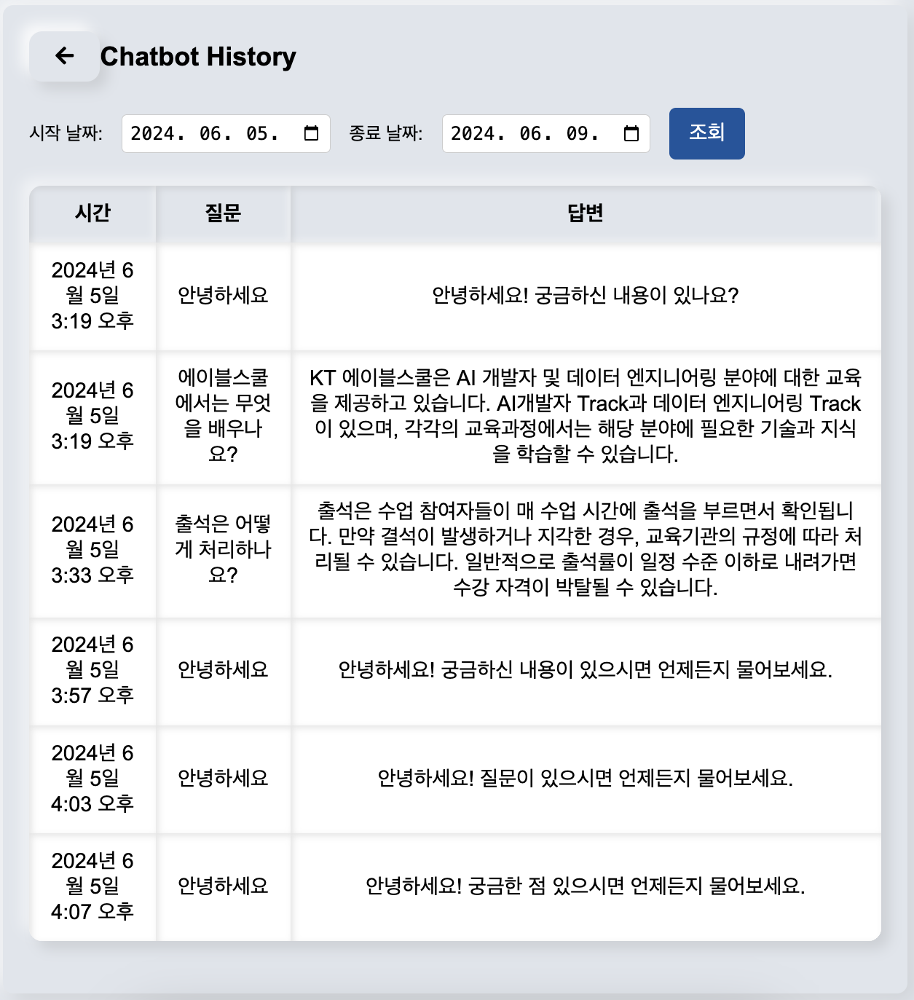 Chatbot History
시작 날짜: 2024. 06. 05. 종료 날짜: 2024. 06. 09. 조회
시간 질문 답변
2024년 6
월 5일
3:19 오후
안녕하세요
안녕하세요! 궁금하신 내용이 있나요?
2024년 6
월 5일
3:19 오후
에이블스쿨
에서는 무엇
을 배우나
요?
KT 에이블스쿨은 AI 개발자 및 데이터 엔지니어링 분야에 대한 교육
을 제공하고 있습니다. AI개발자 Track과 데이터 엔지니어링 Track
이 있으며, 각각의 교육과정에서는 해당 분야에 필요한 기술과 지식
을 학습할 수 있습니다.
2024년 6
월 5일
3:33 오후
출석은 어떻
게 처리하나
요?
출석은 수업 참여자들이 매 수업 시간에 출석을 부르면서 확인됩니
다. 만약 결석이 발생하거나 지각한 경우, 교육기관의 규정에 따라 처
리될 수 있습니다. 일반적으로 출석률이 일정 수준 이하로 내려가면
수강 자격이 박탈될 수 있습니다.
2024년 6
월 5일
3:57 오후
안녕하세요
안녕하세요! 궁금하신 내용이 있으시면 언제든지 물어보세요.
2024년 6
월 5일
4:03 오후
안녕하세요
안녕하세요! 질문이 있으시면 언제든지 물어보세요.
2024년 6
월 5일
4:07 오후
안녕하세요
안녕하세요! 궁금한 점 있으시면 언제든지 물어보세요.